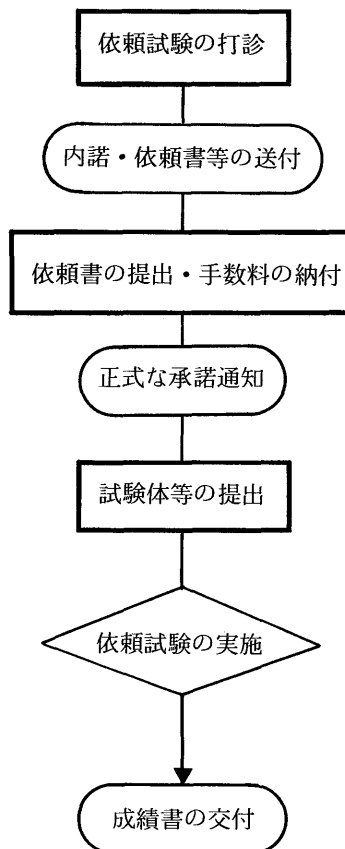 依頼試験の打診
内諾・依頼書等の送付
依頼書の提出・手数料の納付
正式な承諾通知
試験体等の提出
依頼試験の実施
成績書の交付